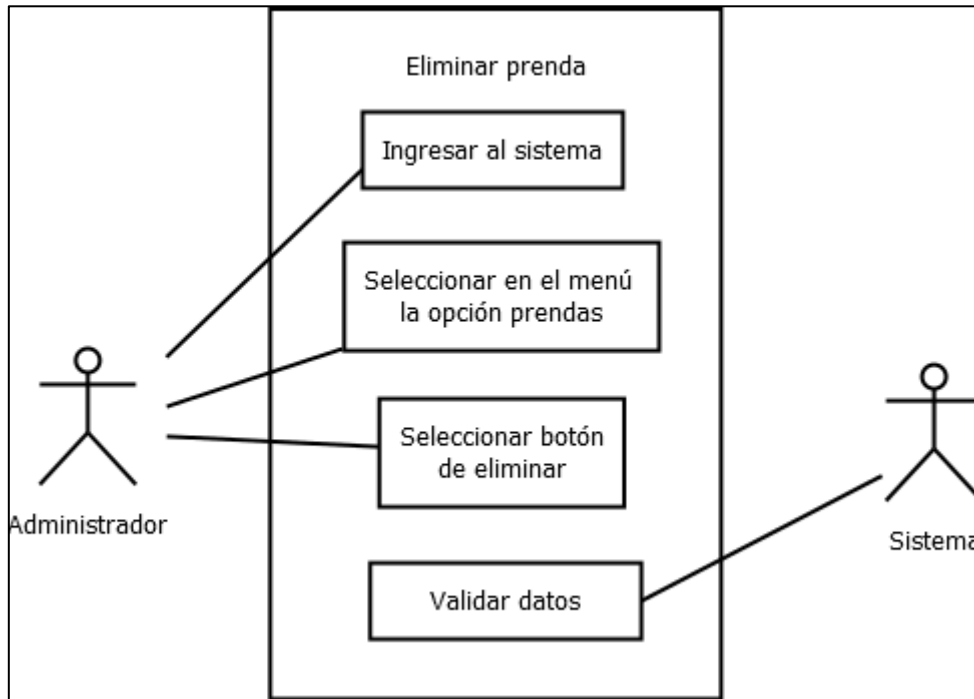 Eliminar prenda
Ingresar al sistema
Seleccionar en el menú
la opción prendas
Seleccionar botón
de eliminar
Administrador
Sistema
Validar datos